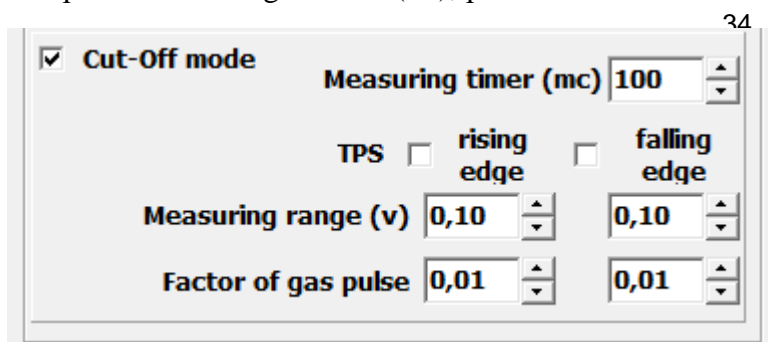 34
Cut-Off mode
Measuring timer (mc) 100
TPS rising edge falling edge
Measuring range (v) 0,10 0,10
Factor of gas pulse 0,01 0,01